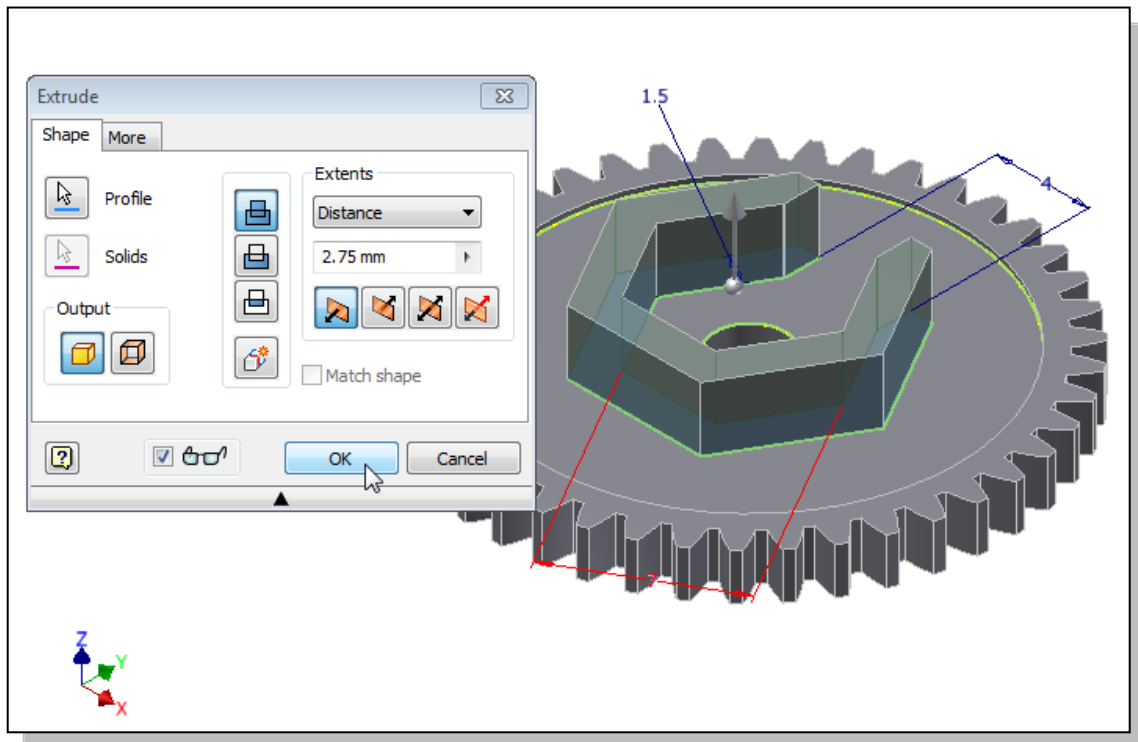 Extrude
Shape More
Profile
Solids
Output
Extents
Distance
2.75 mm
Match shape
?
OK Cancel
1.5
4
7
Z
Y
X